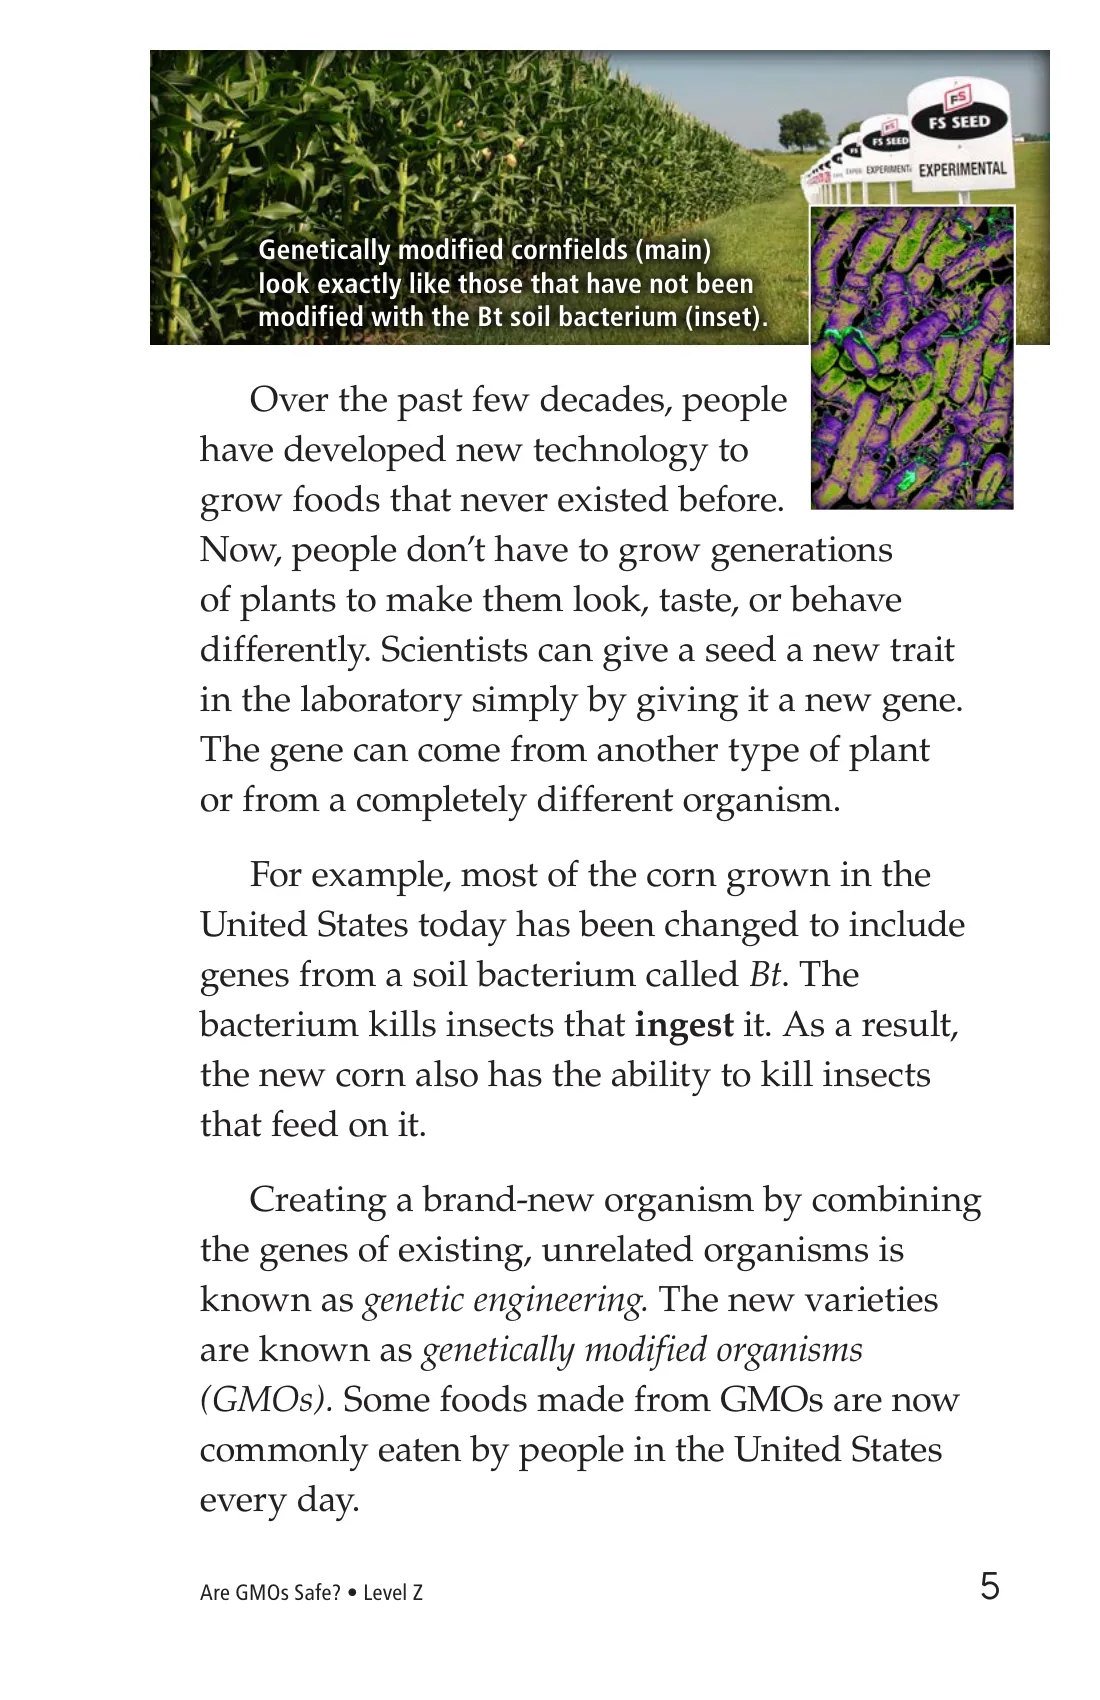 FS
FS SEED
EXPERIMENTAL
FS
FS SEED
EXPERIMENT
Genetically modified cornfields (main)
look exactly like those that have not been
modified with the Bt soil bacterium (inset).
Over the past few decades, people
have developed new technology to
grow foods that never existed before.
Now, people don’t have to grow generations
of plants to make them look, taste, or behave
differently. Scientists can give a seed a new trait
in the laboratory simply by giving it a new gene.
The gene can come from another type of plant
or from a completely different organism.
For example, most of the corn grown in the
United States today has been changed to include
genes from a soil bacterium called Bt. The
bacterium kills insects that ingest it. As a result,
the new corn also has the ability to kill insects
that feed on it.
Creating a brand-new organism by combining
the genes of existing, unrelated organisms is
known as genetic engineering. The new varieties
are known as genetically modified organisms
(GMOs). Some foods made from GMOs are now
commonly eaten by people in the United States
every day.
Are GMOs Safe? • Level Z
5